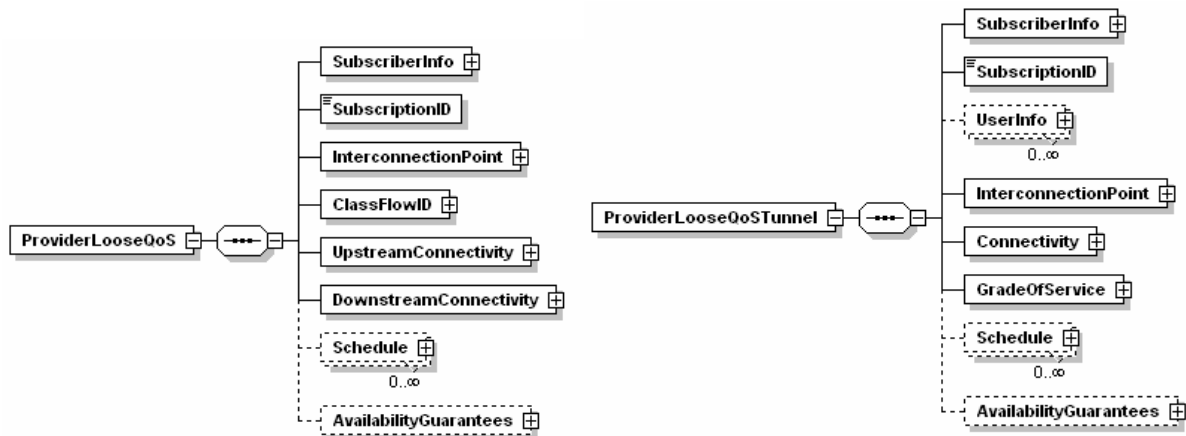 SubscriberInfo
SubscriptionID
InterconnectionPoint
ClassFlowID
ProviderLooseQoS
UpstreamConnectivity
DownstreamConnectivity
Schedule
0..∞
AvailabilityGuarantees
SubscriberInfo
SubscriptionID
UserInfo
0..∞
InterconnectionPoint
ProviderLooseQoSTunnel
Connectivity
GradeOfService
Schedule
0..∞
AvailabilityGuarantees